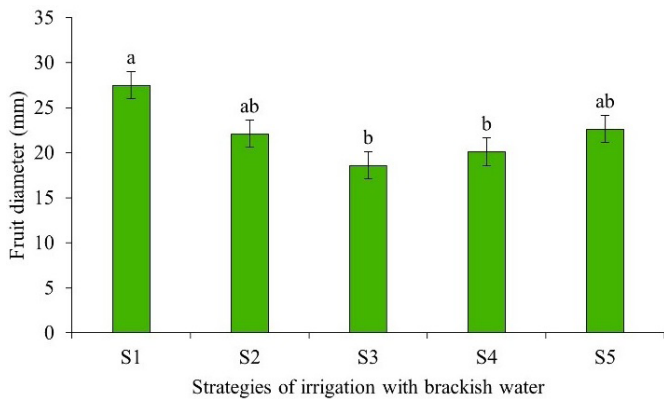 35
30
25
20
15
10
5
0
Fruit diameter (mm)
a
ab
b
b
ab
S1 S2 S3 S4 S5
Strategies of irrigation with brackish water